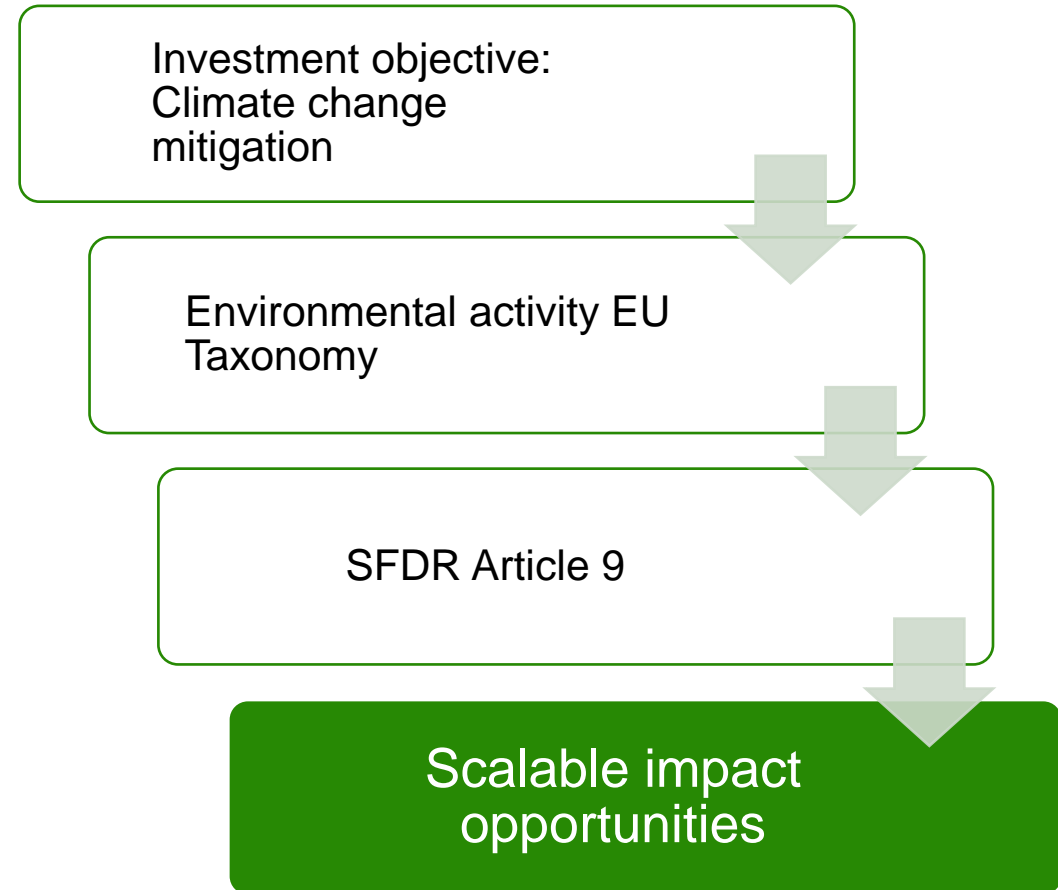 Investment objective:
Climate change
mitigation
Environmental activity EU
Taxonomy
SFDR Article 9
Scalable impact
opportunities